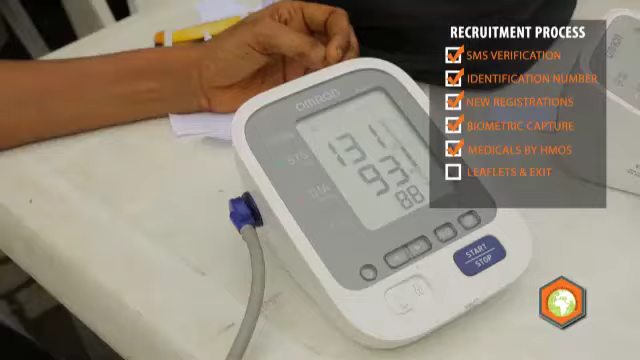 RECRUITMENT PROCESS
SMS VERIFICATION
IDENTIFICATION NUMBER
NEW REGISTRATIONS
BIOMETRIC CAPTURE
MEDICALS BY HMOS
LEAFLETS & EXIT
OMRON
SYS
131
DIA
93
88
START
STOP